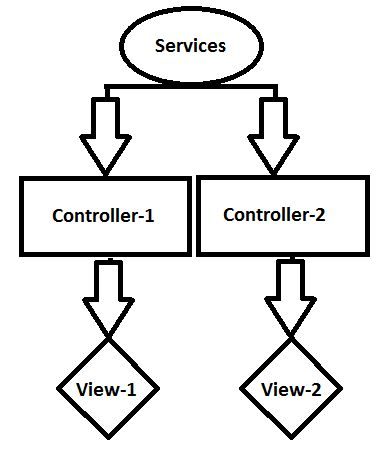 Services
Controller-1
Controller-2
View-1
View-2